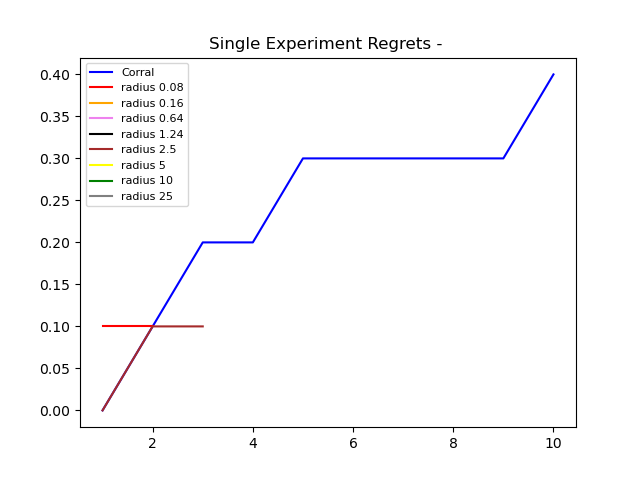 Single Experiment Regrets -
Corral
radius 0.08
radius 0.16
radius 0.64
radius 1.24
radius 2.5
radius 5
radius 10
radius 25
0.40
0.35
0.30
0.25
0.20
0.15
0.10
0.05
0.00
2 4 6 8 10